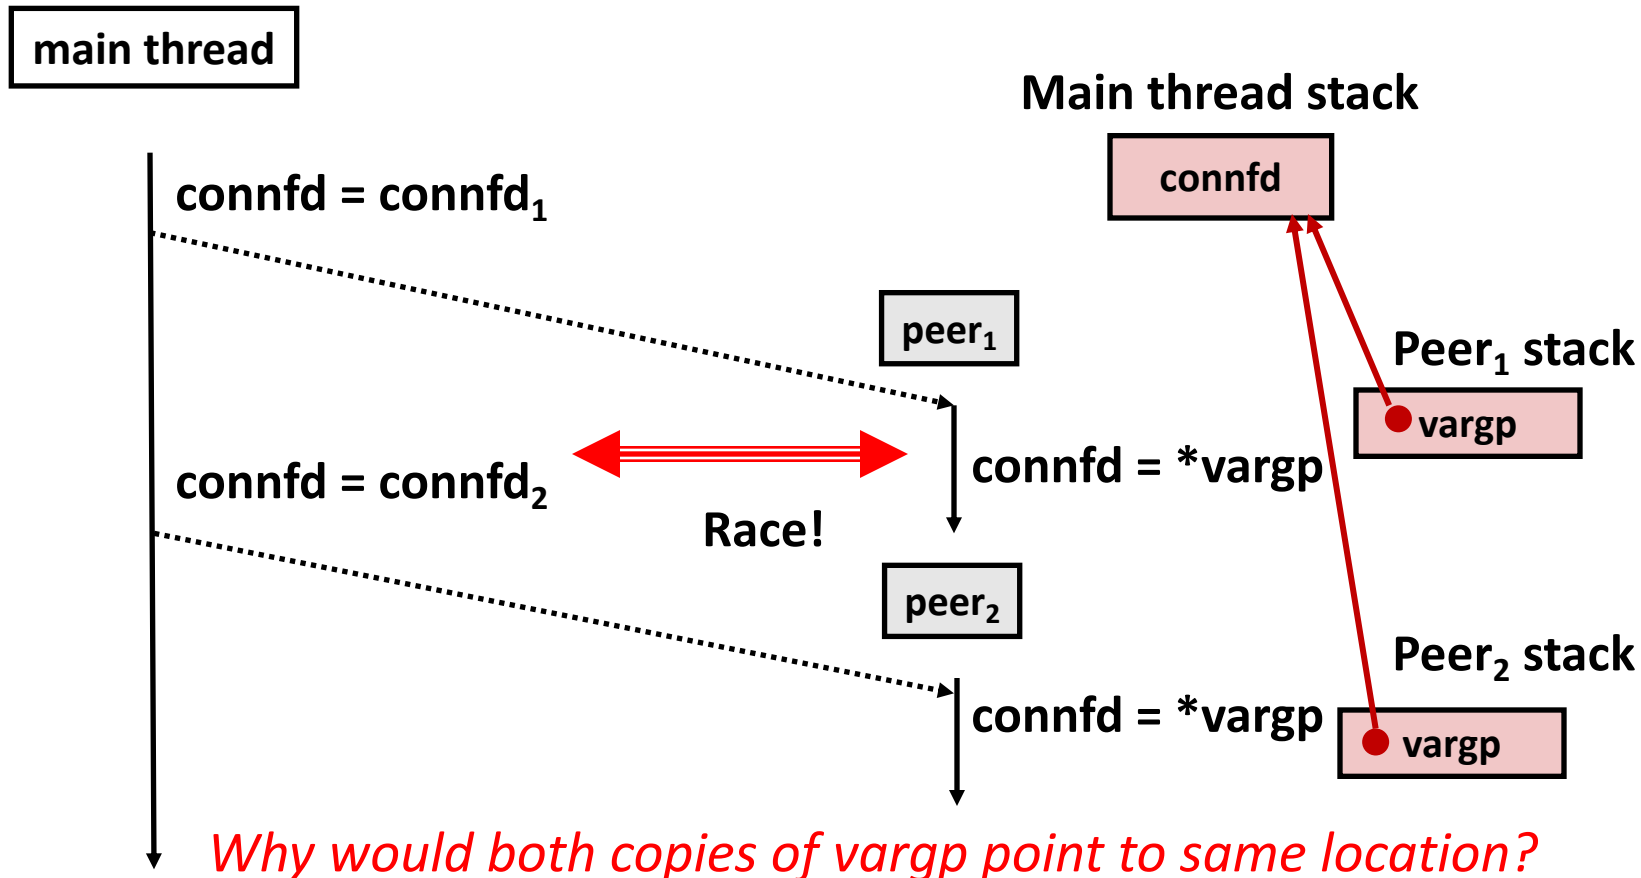 main thread
Main thread stack
connfd
connfd = connfd₁
peer₁
Peer₁ stack
vargp
connfd = *vargp
connfd = connfd₂
Race!
peer₂
Peer₂ stack
connfd = *vargp
vargp
Why would both copies of vargp point to same location?